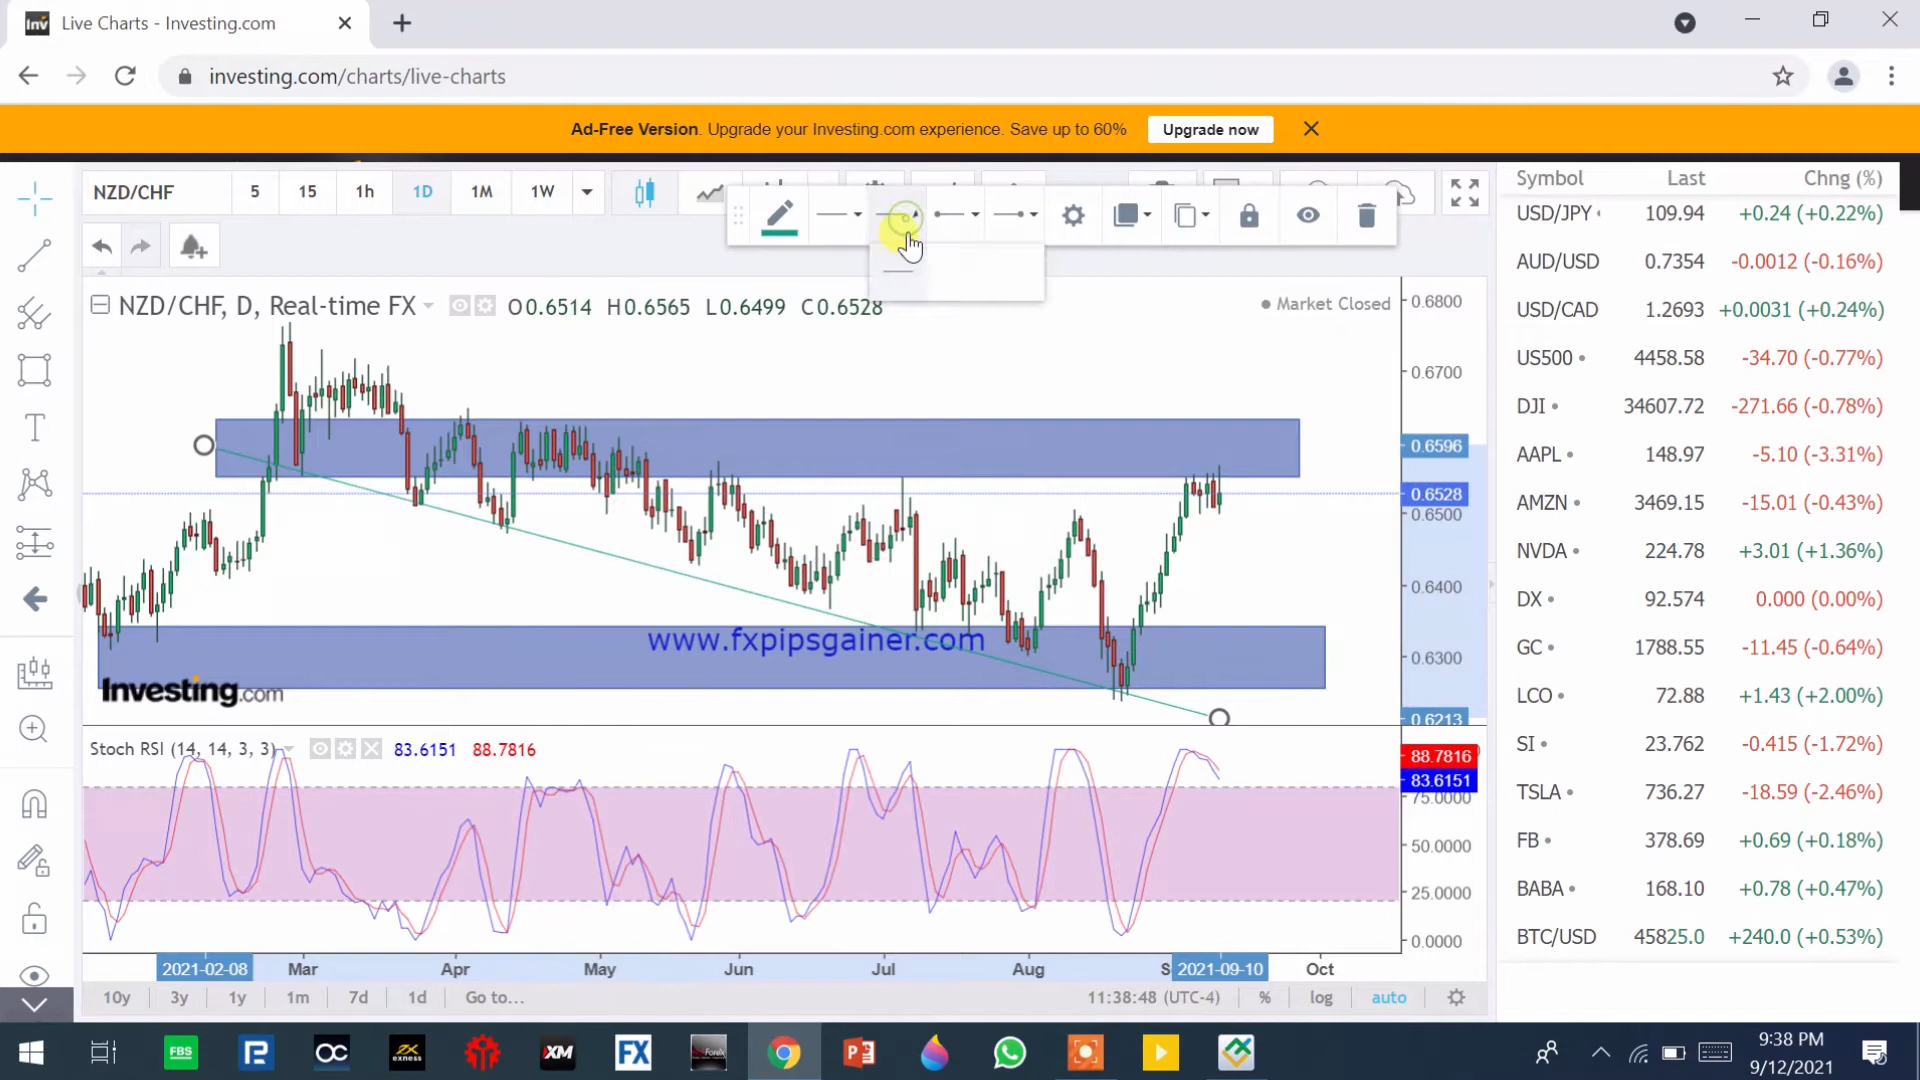 Inv Live Charts - Investing.com
investing.com/charts/live-charts
Ad-Free Version. Upgrade your Investing.com experience. Save up to 60% Upgrade now
NZD/CHF 5 15 1h 1D 1M 1W
NZD/CHF, D, Real-time FX O0.6514 H0.6565 L0.6499 C0.6528
Market Closed
0.6800
0.6700
0.6596
0.6528
0.6500
0.6400
0.6300
0.6213
www.fxpipsgainer.com
Investing.com
Stoch RSI (14, 14, 3, 3) 83.6151 88.7816
88.7816
83.6151
75.0000
50.0000
25.0000
0.0000
2021-02-08 Mar Apr May Jun Jul Aug S 2021-09-10 Oct
10y 3y 1y 1m 7d 1d Go to... 11:38:48 (UTC-4) % log auto
Symbol Last Chng (%)
USD/JPY 109.94 +0.24 (+0.22%)
AUD/USD 0.7354 -0.0012 (-0.16%)
USD/CAD 1.2693 +0.0031 (+0.24%)
US500 4458.58 -34.70 (-0.77%)
DJI 34607.72 -271.66 (-0.78%)
AAPL 148.97 -5.10 (-3.31%)
AMZN 3469.15 -15.01 (-0.43%)
NVDA 224.78 +3.01 (+1.36%)
DX 92.574 0.000 (0.00%)
GC 1788.55 -11.45 (-0.64%)
LCO 72.88 +1.43 (+2.00%)
SI 23.762 -0.415 (-1.72%)
TSLA 736.27 -18.59 (-2.46%)
FB 378.69 +0.69 (+0.18%)
BABA 168.10 +0.78 (+0.47%)
BTC/USD 45825.0 +240.0 (+0.53%)
FBS
exness
XM
FX
Forex
9:38 PM
9/12/2021